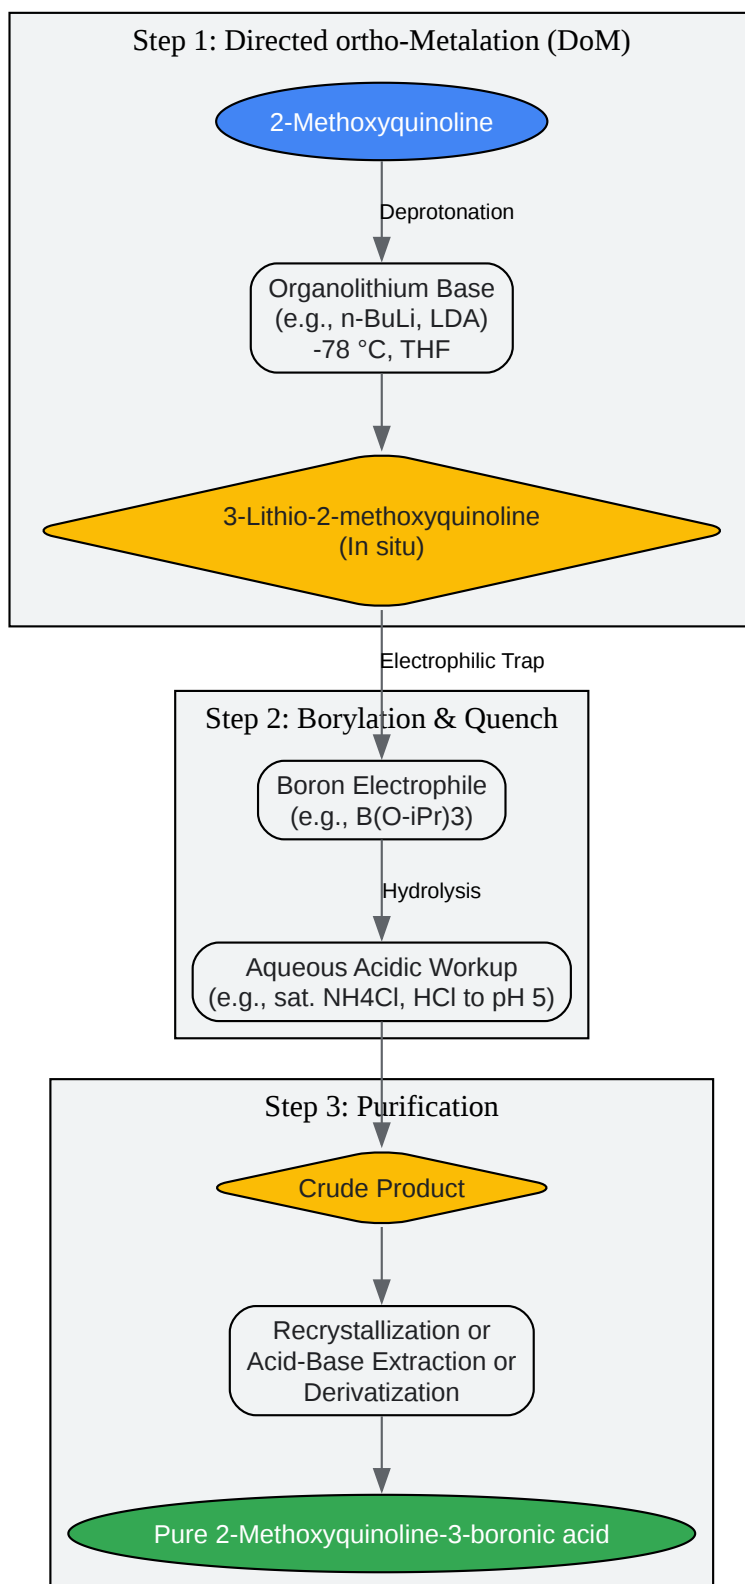 Step 1: Directed ortho-Metalation (DoM)
2-Methoxyquinoline
Deprotonation
Organolithium Base
(e.g., n-BuLi, LDA)
-78 °C, THF
3-Lithio-2-methoxyquinoline
(In situ)
Electrophilic Trap
Step 2: Borylation & Quench
Boron Electrophile
(e.g., B(O-iPr)3)
Hydrolysis
Aqueous Acidic Workup
(e.g., sat. NH4Cl, HCl to pH 5)
Step 3: Purification
Crude Product
Recrystallization or
Acid-Base Extraction or
Derivatization
Pure 2-Methoxyquinoline-3-boronic acid